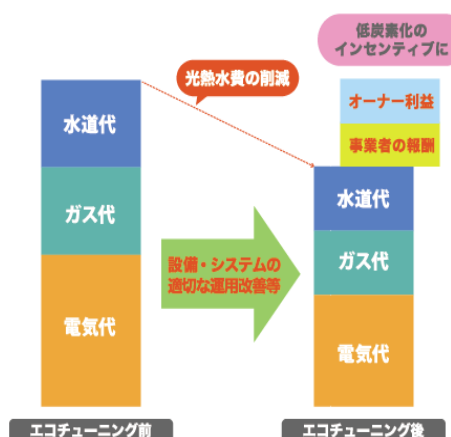 低炭素化の
インセンティブに
光熱水費の削減
オーナー利益
事業者の報酬
水道代
ガス代
電気代
設備・システムの
適切な運用改善等
水道代
ガス代
電気代
エコチューニング前
エコチューニング後